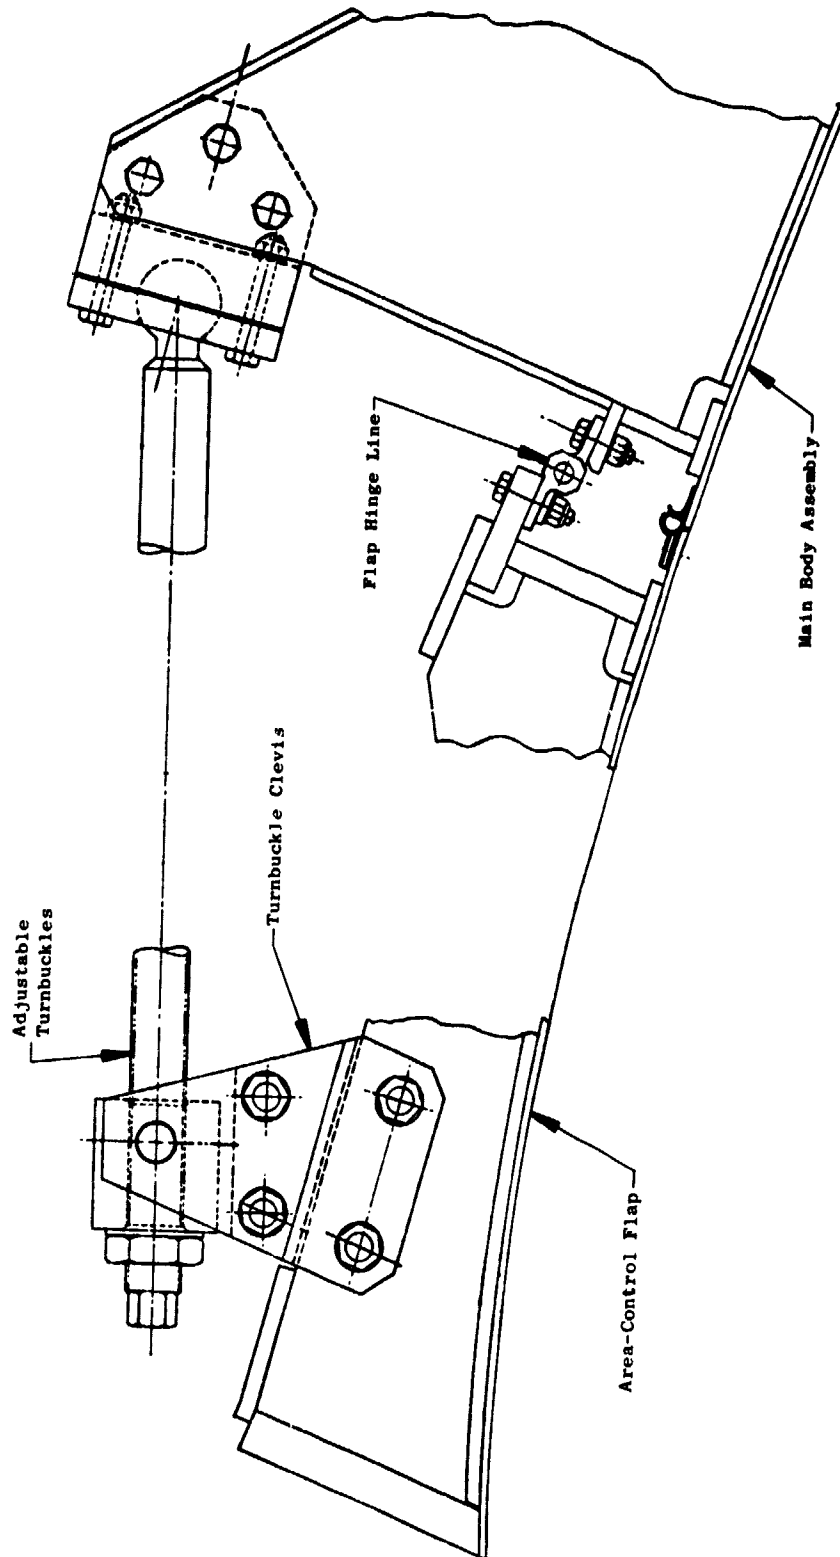 Adjustable
Turnbuckles
Turnbuckle Clevis
Flap Hinge Line
Area-Control Flap
Main Body Assembly